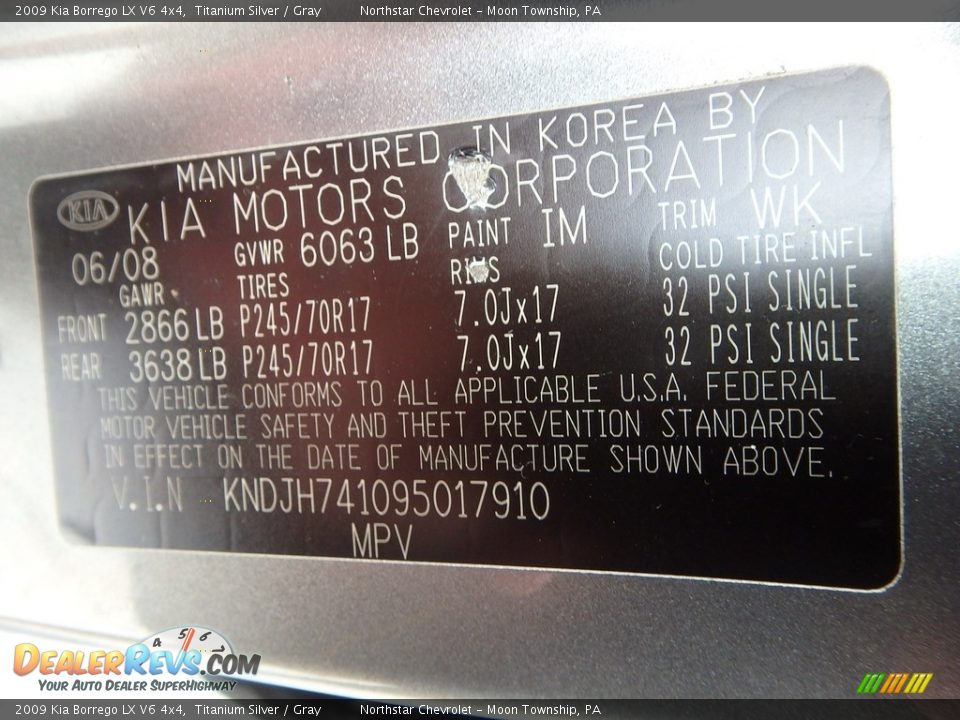 2009 Kia Borrego LX V6 4x4, Titanium Silver / Gray Northstar Chevrolet - Moon Township, PA
MANUFACTURED IN KOREA BY
KIA KIA MOTORS CORPORATION
06/08 GVWR 6063 LB PAINT IM TRIM WK
GAWR TIRES COLD TIRE INFL
FRONT 2866 LB P245/70R17 7.0Jx17 32 PSI SINGLE
REAR 3638 LB P245/70R17 7.0Jx17 32 PSI SINGLE
THIS VEHICLE CONFORMS TO ALL APPLICABLE U.S.A. FEDERAL
MOTOR VEHICLE SAFETY AND THEFT PREVENTION STANDARDS
IN EFFECT ON THE DATE OF MANUFACTURE SHOWN ABOVE.
V.I.N KNDJH741095017910
MPV
4 5 6
DEALERREVS.COM
YOUR AUTO DEALER SUPERHIGHWAY
2009 Kia Borrego LX V6 4x4, Titanium Silver / Gray Northstar Chevrolet - Moon Township, PA